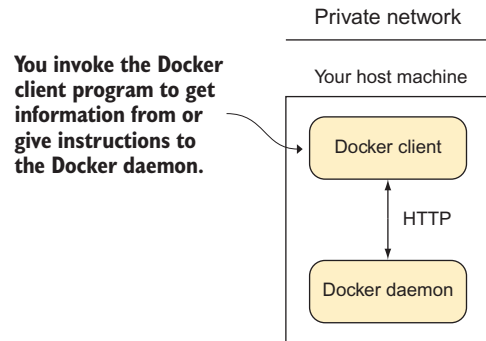 Private network
Your host machine
You invoke the Docker
client program to get
information from or
give instructions to
the Docker daemon.
Docker client
HTTP
Docker daemon